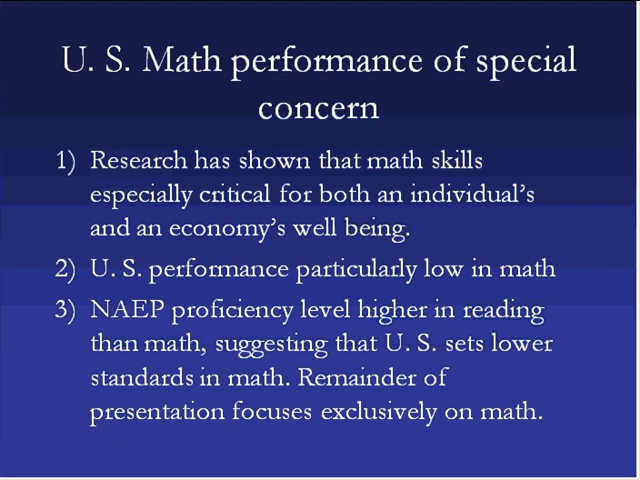 U. S. Math performance of special
concern
1) Research has shown that math skills
especially critical for both an individual's
and an economy's well being.
2) U. S. performance particularly low in math
3) NAEP proficiency level higher in reading
than math, suggesting that U. S. sets lower
standards in math. Remainder of
presentation focuses exclusively on math.